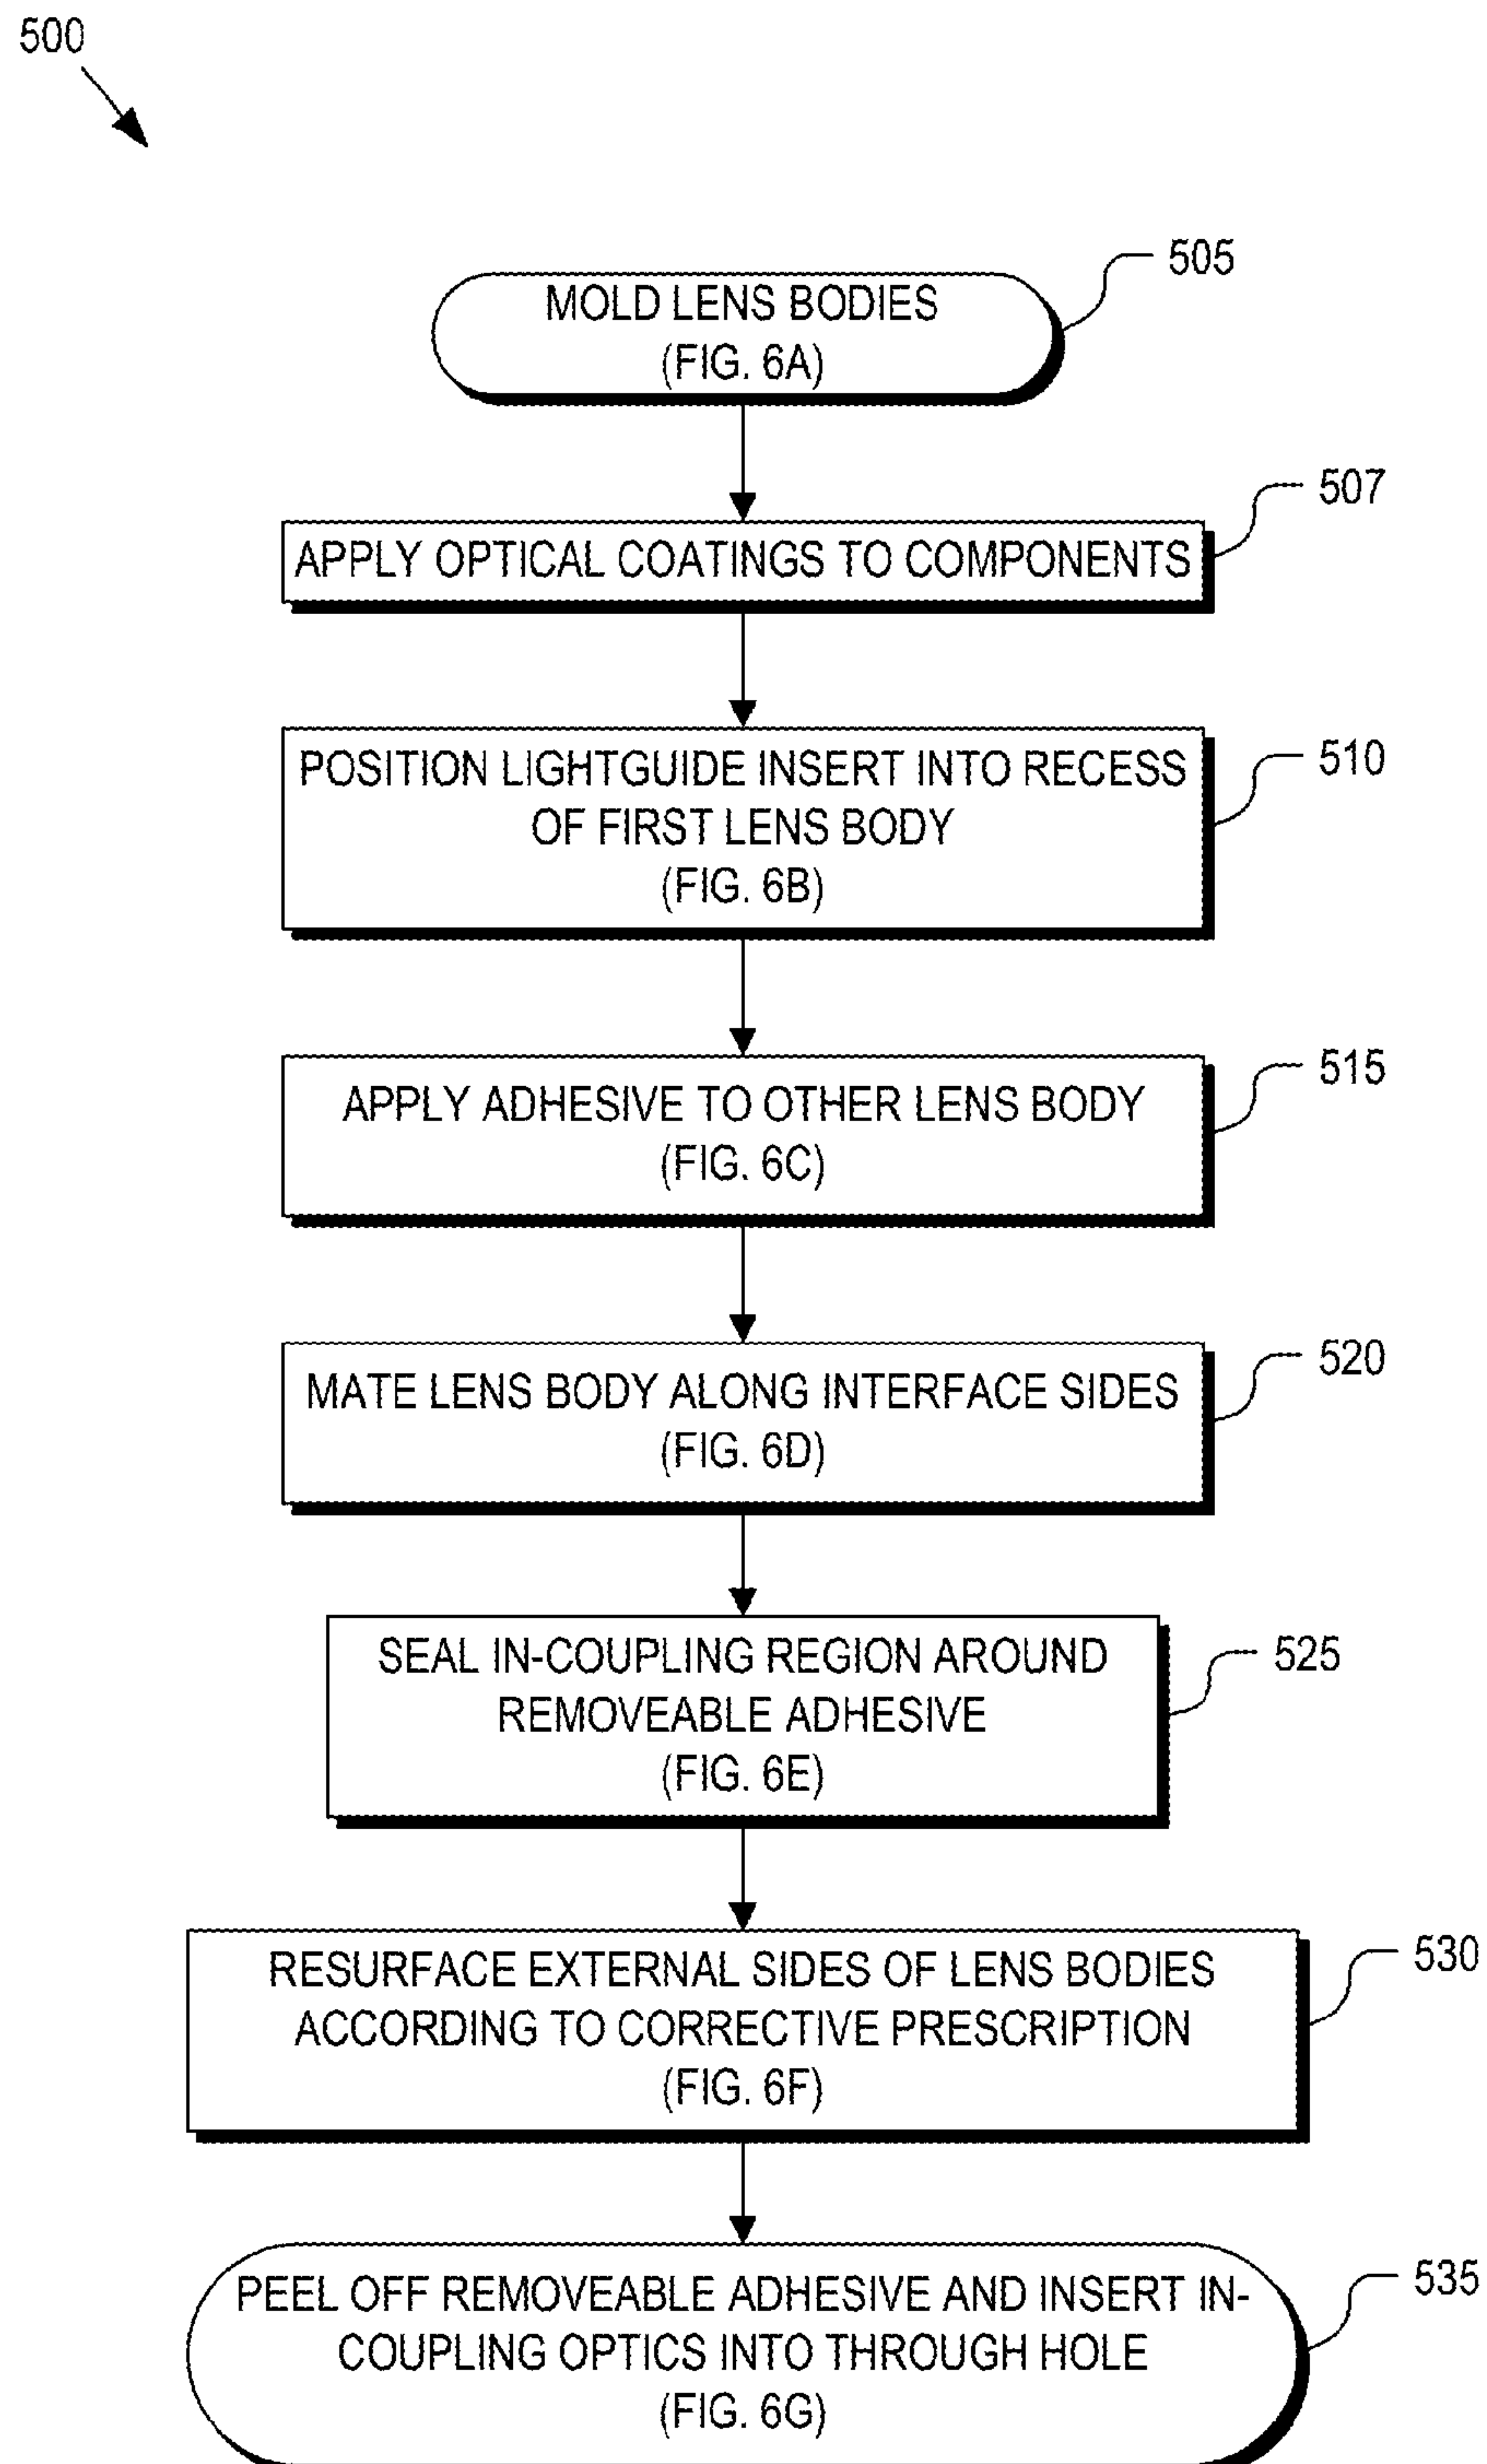 500
505
MOLD LENS BODIES
(FIG. 6A)
507
APPLY OPTICAL COATINGS TO COMPONENTS
510
POSITION LIGHTGUIDE INSERT INTO RECESS
OF FIRST LENS BODY
(FIG. 6B)
515
APPLY ADHESIVE TO OTHER LENS BODY
(FIG. 6C)
520
MATE LENS BODY ALONG INTERFACE SIDES
(FIG. 6D)
525
SEAL IN-COUPLING REGION AROUND
REMOVEABLE ADHESIVE
(FIG. 6E)
530
RESURFACE EXTERNAL SIDES OF LENS BODIES
ACCORDING TO CORRECTIVE PRESCRIPTION
(FIG. 6F)
535
PEEL OFF REMOVEABLE ADHESIVE AND INSERT IN-
COUPLING OPTICS INTO THROUGH HOLE
(FIG. 6G)